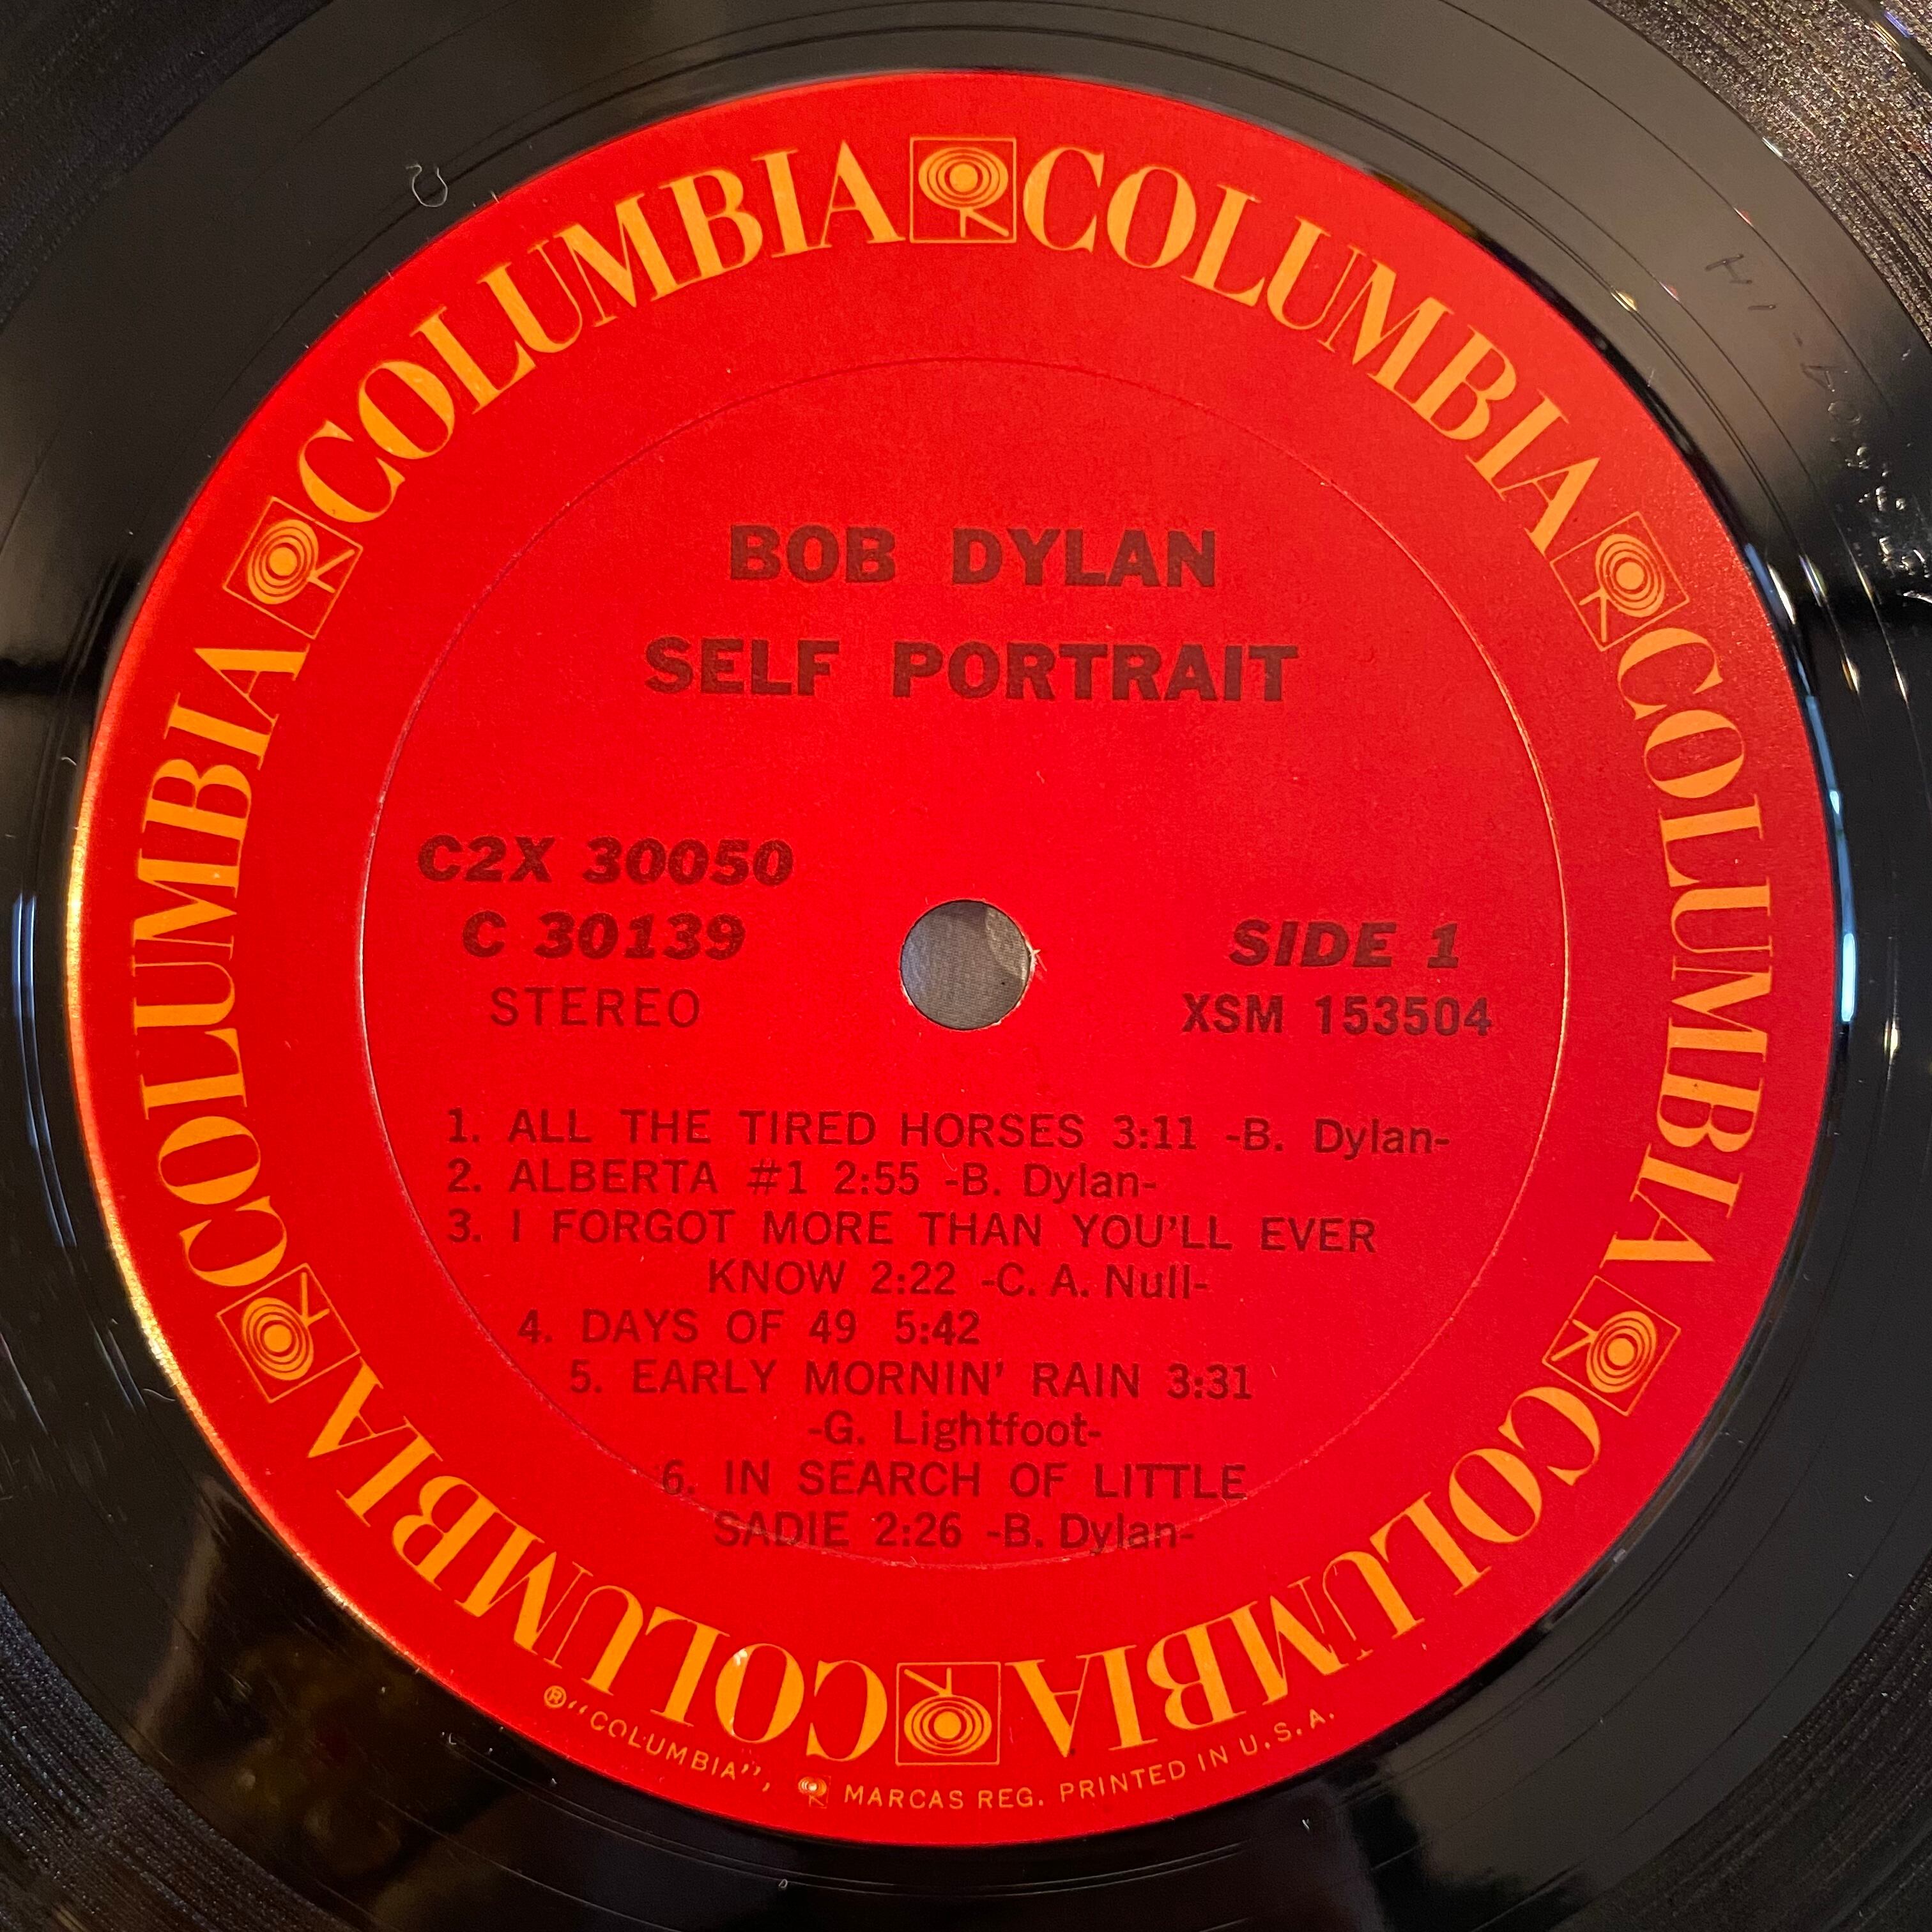 COLUMBIA COLUMBIA COLUMBIA COLUMBIA COLUMBIA COLUMBIA
BOB DYLAN
SELF PORTRAIT
C2X 30050
C 30139
STEREO
SIDE 1
XSM 153504
1. ALL THE TIRED HORSES 3:11 -B. Dylan-
2. ALBERTA #1 2:55 -B. Dylan-
3. I FORGOT MORE THAN YOU'LL EVER
KNOW 2:22 -C. A. Null-
4. DAYS OF 49 5:42
5. EARLY MORNIN' RAIN 3:31
-G. Lightfoot-
6. IN SEARCH OF LITTLE
SADIE 2:26 -B. Dylan-
®"COLUMBIA", MARCAS REG. PRINTED IN U.S.A.